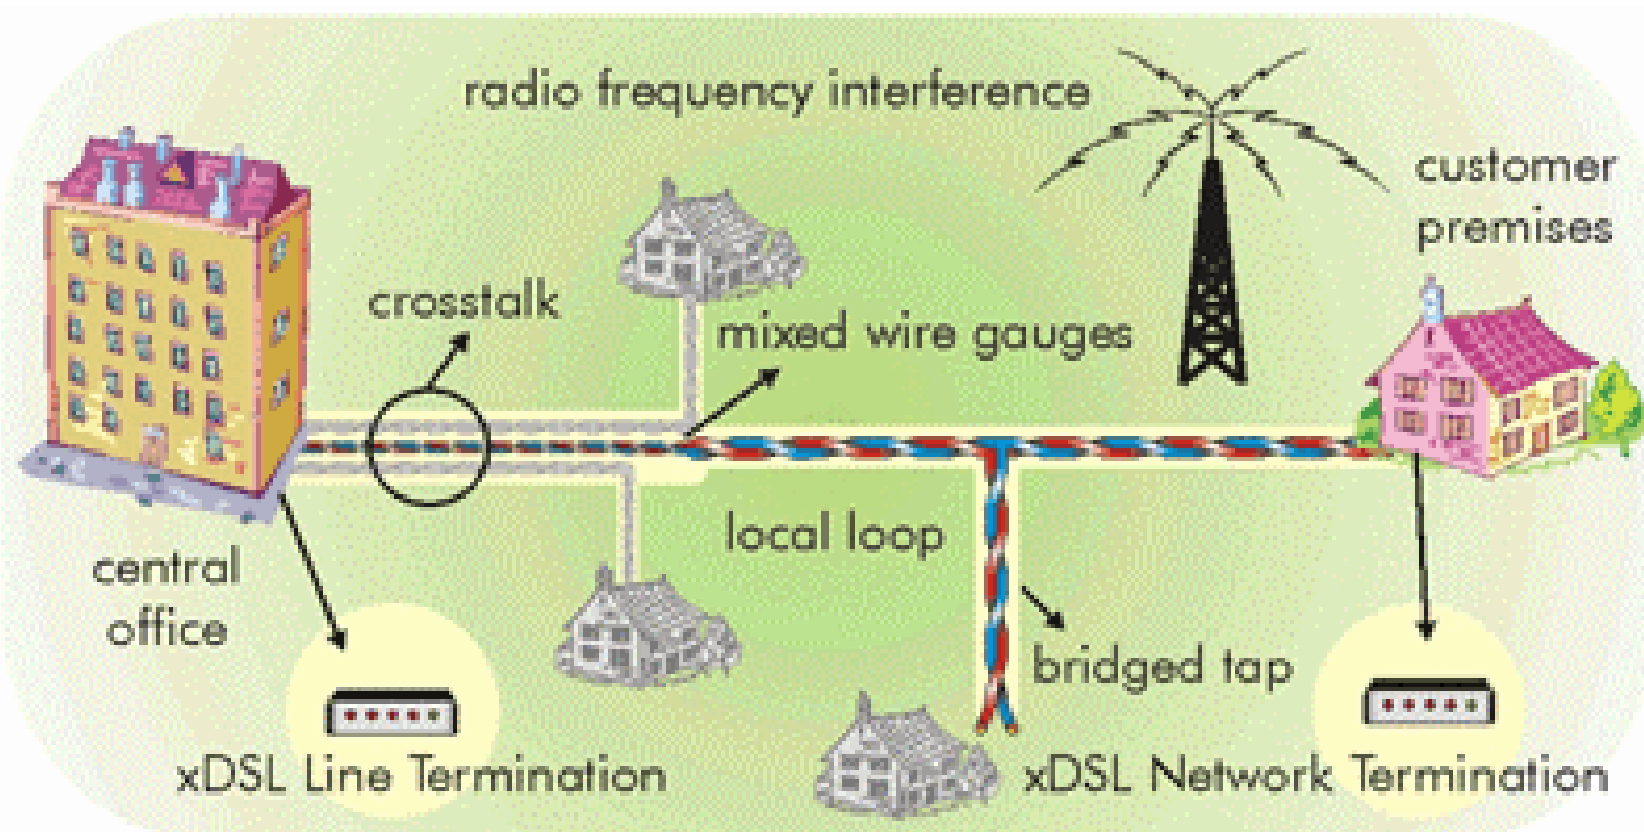 radio frequency interference
customer
premises
crosstalk
mixed wire gauges
local loop
central
office
bridged tap
xDSL Line Termination
xDSL Network Termination